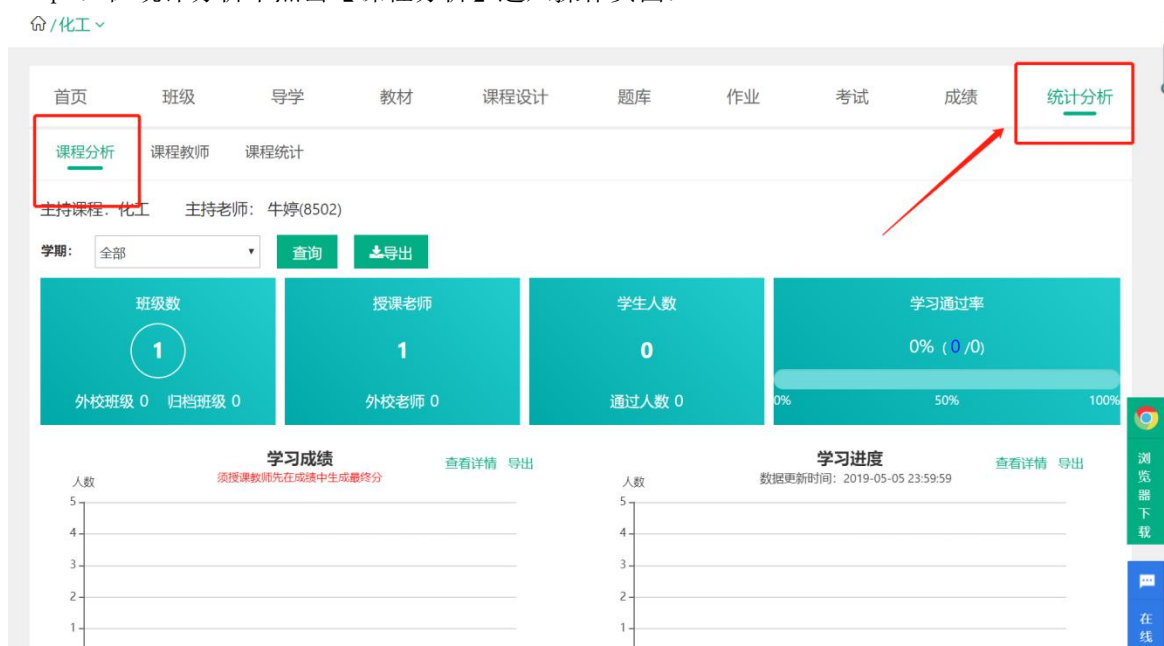 /化工
首页 班级 导学 教材 课程设计 题库 作业 考试 成绩 统计分析
课程分析 课程教师 课程统计
主持课程: 化工 主持老师: 牛婷(8502)
学期: 全部 查询 导出
班级数
1
外校班级 0 归档班级 0
授课老师
1
外校老师 0
学生人数
0
通过人数 0
学习通过率
0% ( 0 /0)
0% 50% 100%
学习成绩
须授课教师先在成绩中生成最终分
查看详情 导出
人数
5
4
3
2
1
学习进度
数据更新时间: 2019-05-05 23:59:59
查看详情 导出
人数
5
4
3
2
1
浏览器下载
在线